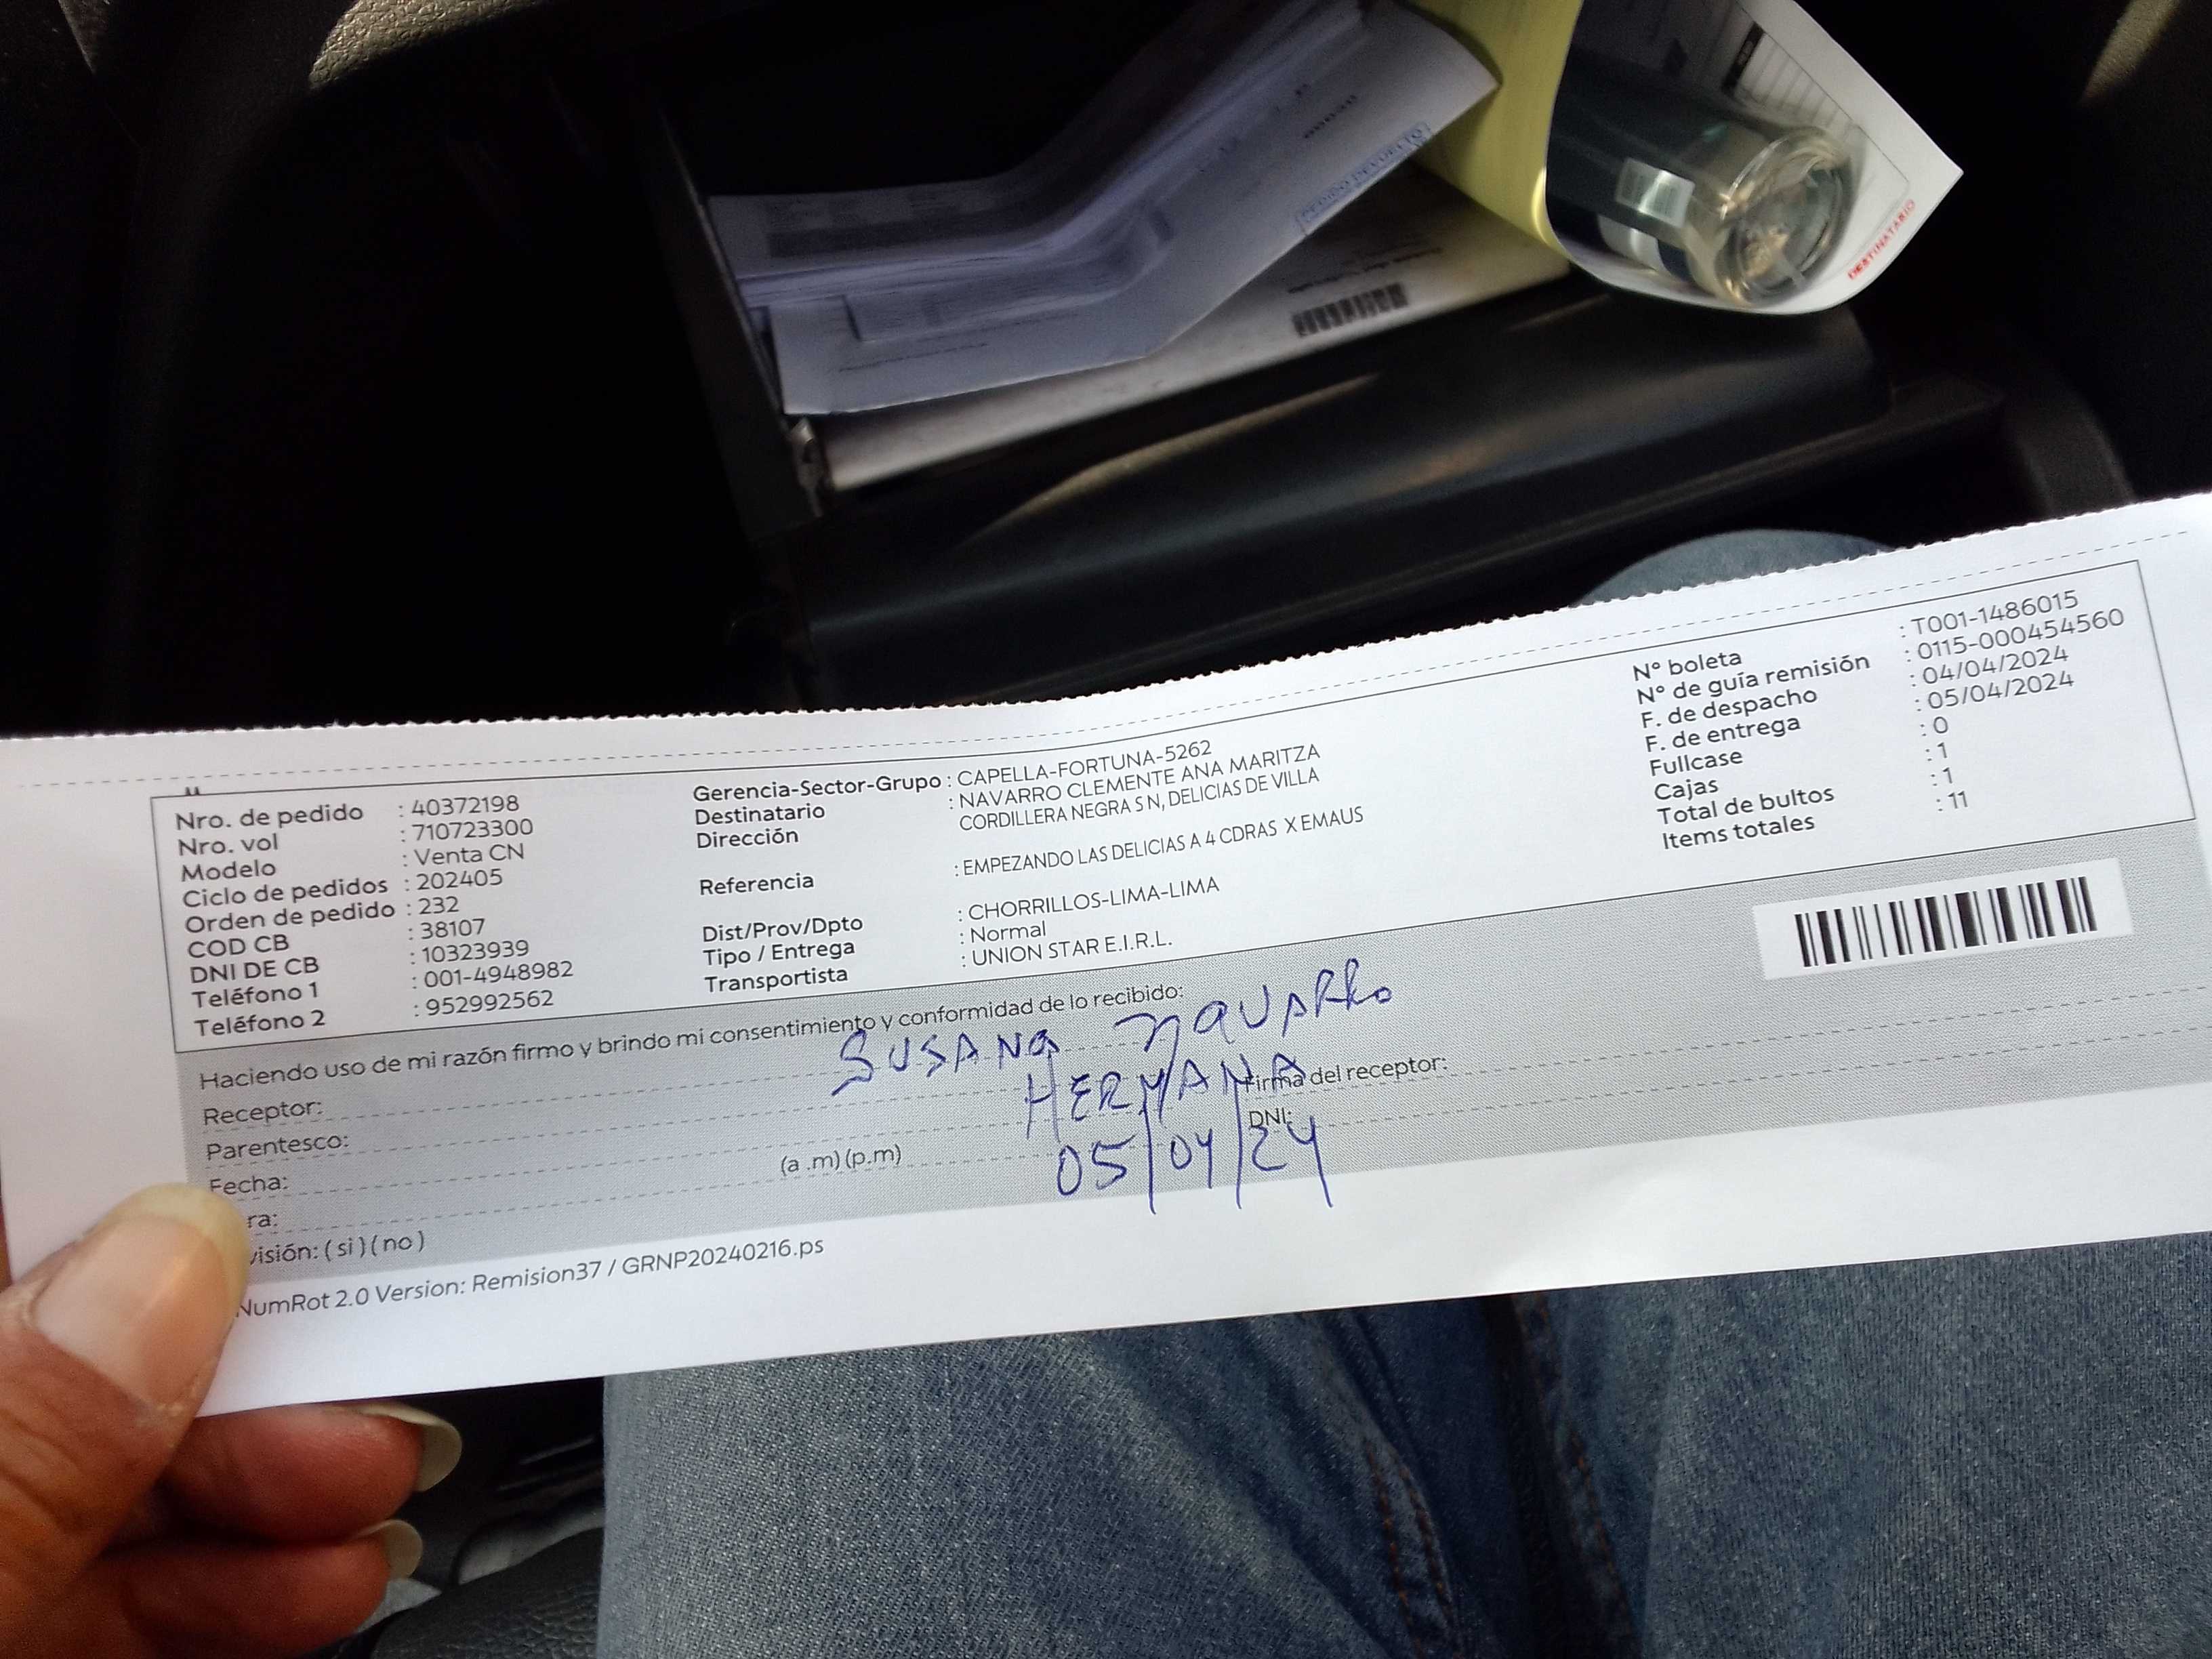 PEDIDO DEVUELTO
DESTINATARIO
Nro. de pedido : 40372198
Nro. vol : 710723300
Modelo : Venta CN
Ciclo de pedidos : 202405
Orden de pedido : 232
COD CB : 38107
DNI DE CB : 10323939
Teléfono 1 : 001-4948982
Teléfono 2 : 952992562
Gerencia-Sector-Grupo : CAPELLA-FORTUNA-5262
Destinatario : NAVARRO CLEMENTE ANA MARITZA
Dirección CORDILLERA NEGRA S N, DELICIAS DE VILLA
Referencia : EMPEZANDO LAS DELICIAS A 4 CDRAS X EMAUS
Dist/Prov/Dpto : CHORRILLOS-LIMA-LIMA
Tipo / Entrega : Normal
Transportista : UNION STAR E.I.R.L.
N° boleta : T001-1486015
N° de guía remisión : 0115-000454560
F. de despacho : 04/04/2024
F. de entrega : 05/04/2024
Fullcase : 0
Cajas : 1
Total de bultos : 1
Items totales : 11
Haciendo uso de mi razón firmo y brindo mi consentimiento y conformidad de lo recibido:
Receptor: SUSANA NAVARRO
Parentesco: HERMANA Firma del receptor:
Fecha: 05/04/24 DNI:
ra: (a .m) (p.m)
visión: ( si ) ( no )
NumRot 2.0 Version: Remision37 / GRNP20240216.ps